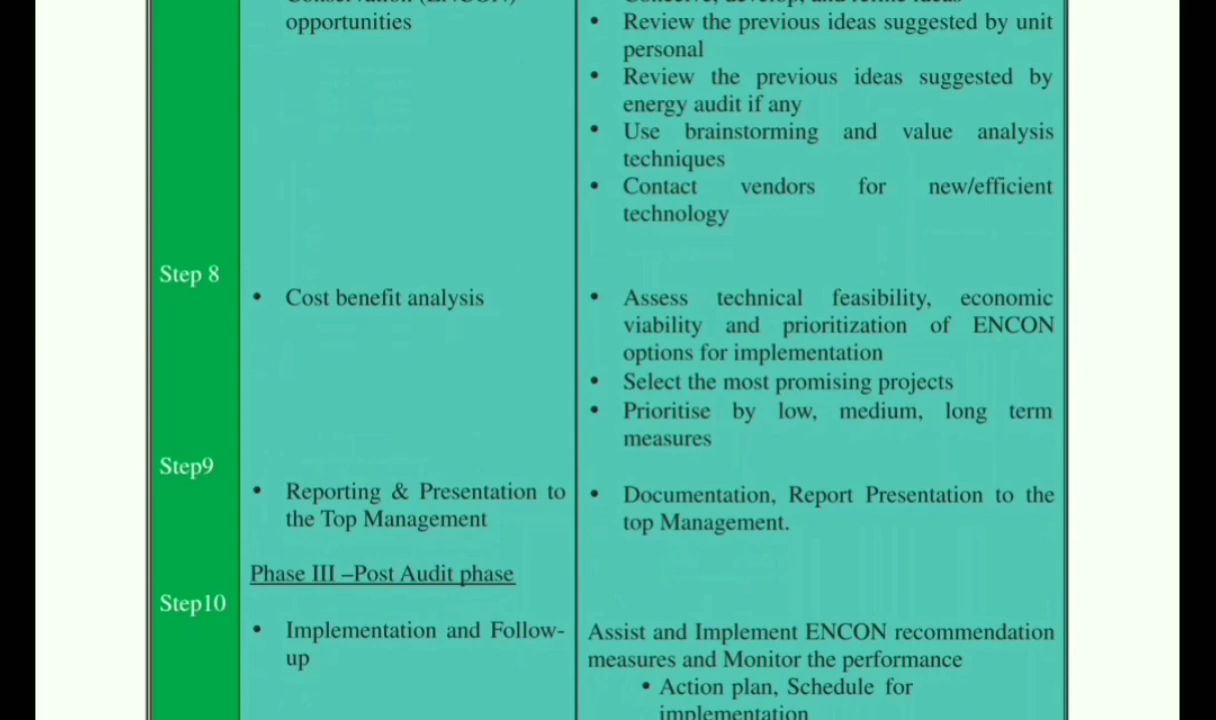 opportunities
• Review the previous ideas suggested by unit
personal
• Review the previous ideas suggested by
energy audit if any
• Use brainstorming and value analysis
techniques
• Contact vendors for new/efficient
technology
Step 8
• Cost benefit analysis
• Assess technical feasibility, economic
viability and prioritization of ENCON
options for implementation
• Select the most promising projects
• Prioritise by low, medium, long term
measures
Step9
• Reporting & Presentation to
the Top Management
• Documentation, Report Presentation to the
top Management.
Phase III –Post Audit phase
Step10
• Implementation and Follow-
up
Assist and Implement ENCON recommendation
measures and Monitor the performance
• Action plan, Schedule for
implementation